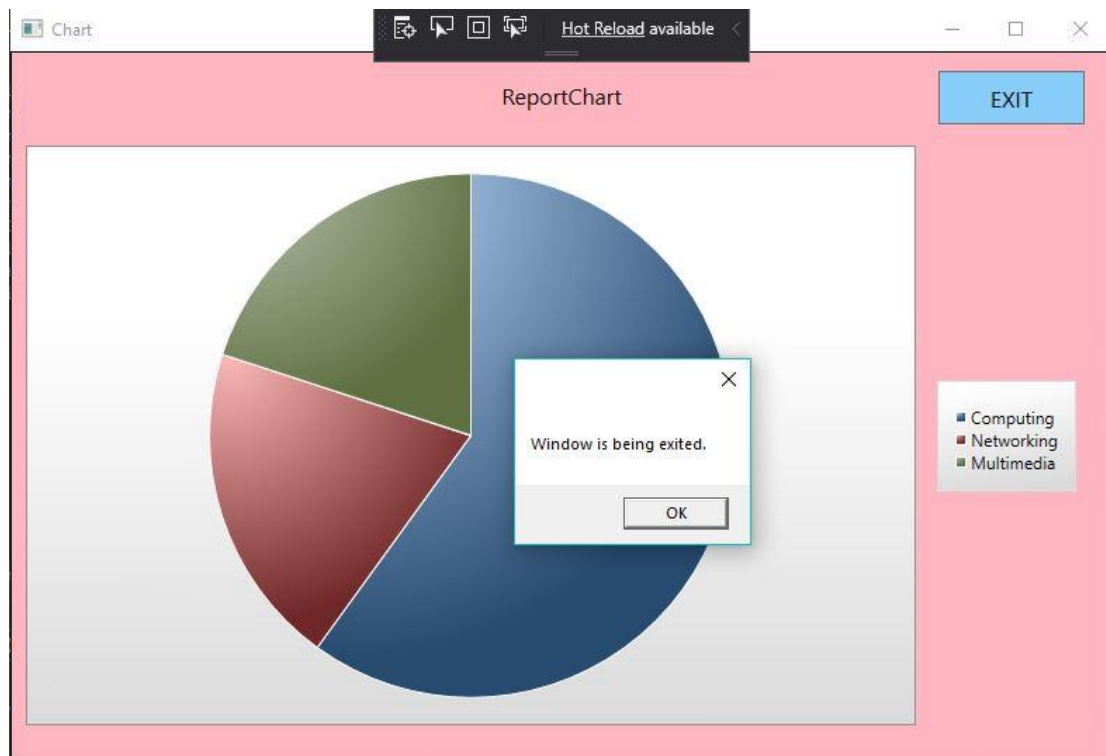 Chart
Hot Reload available
ReportChart
EXIT
Window is being exited.
OK
Computing
Networking
Multimedia